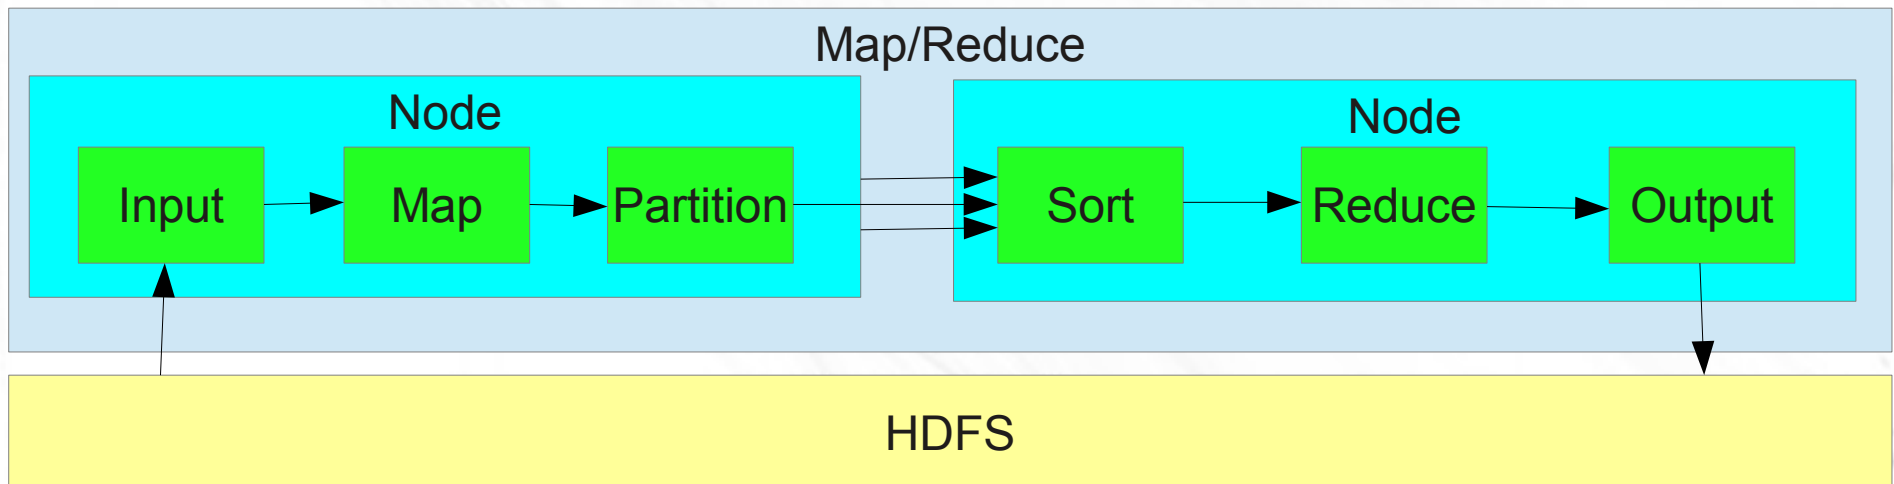 Map/Reduce
Node
Input
Map
Partition
Node
Sort
Reduce
Output
HDFS